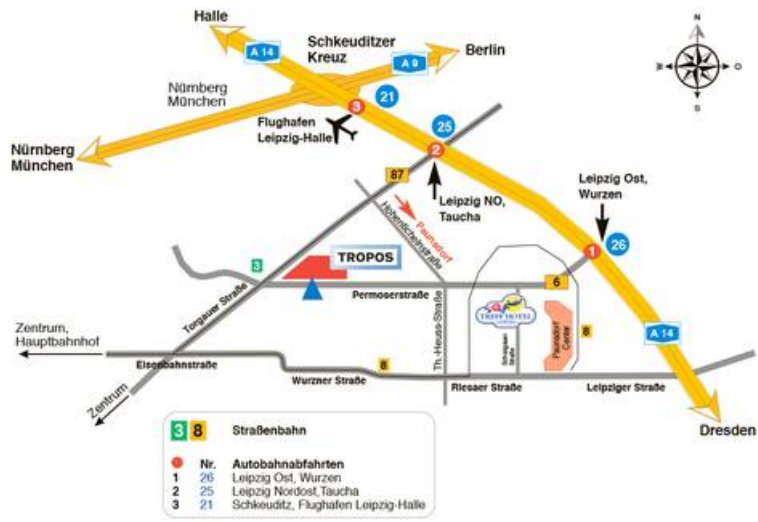 Halle
A 14
Schkeuditzer
Kreuz
A 9
Berlin
N
W
O
S
Nürnberg
München
3
21
Flughafen
Leipzig-Halle
Nürnberg
München
25
2
87
Leipzig NO,
Taucha
Leipzig Ost,
Wurzen
Paunsdorf
Hohentichelnstraße
1
26
3
TROPOS
6
Permoserstraße
Torgauer Straße
Th.-Heuss-Straße
TREFF HOTEL
Paunsdorf
Center
8
A 14
Zentrum,
Hauptbahnhof
Eisenbahnstraße
8
Wurzner Straße
Riesaer Straße
Leipziger Straße
Zentrum
Dresden
3 8 Straßenbahn
Nr. Autobahnabfahrten
1 26 Leipzig Ost, Wurzen
2 25 Leipzig Nordost,Taucha
3 21 Schkeuditz, Flughafen Leipzig-Halle